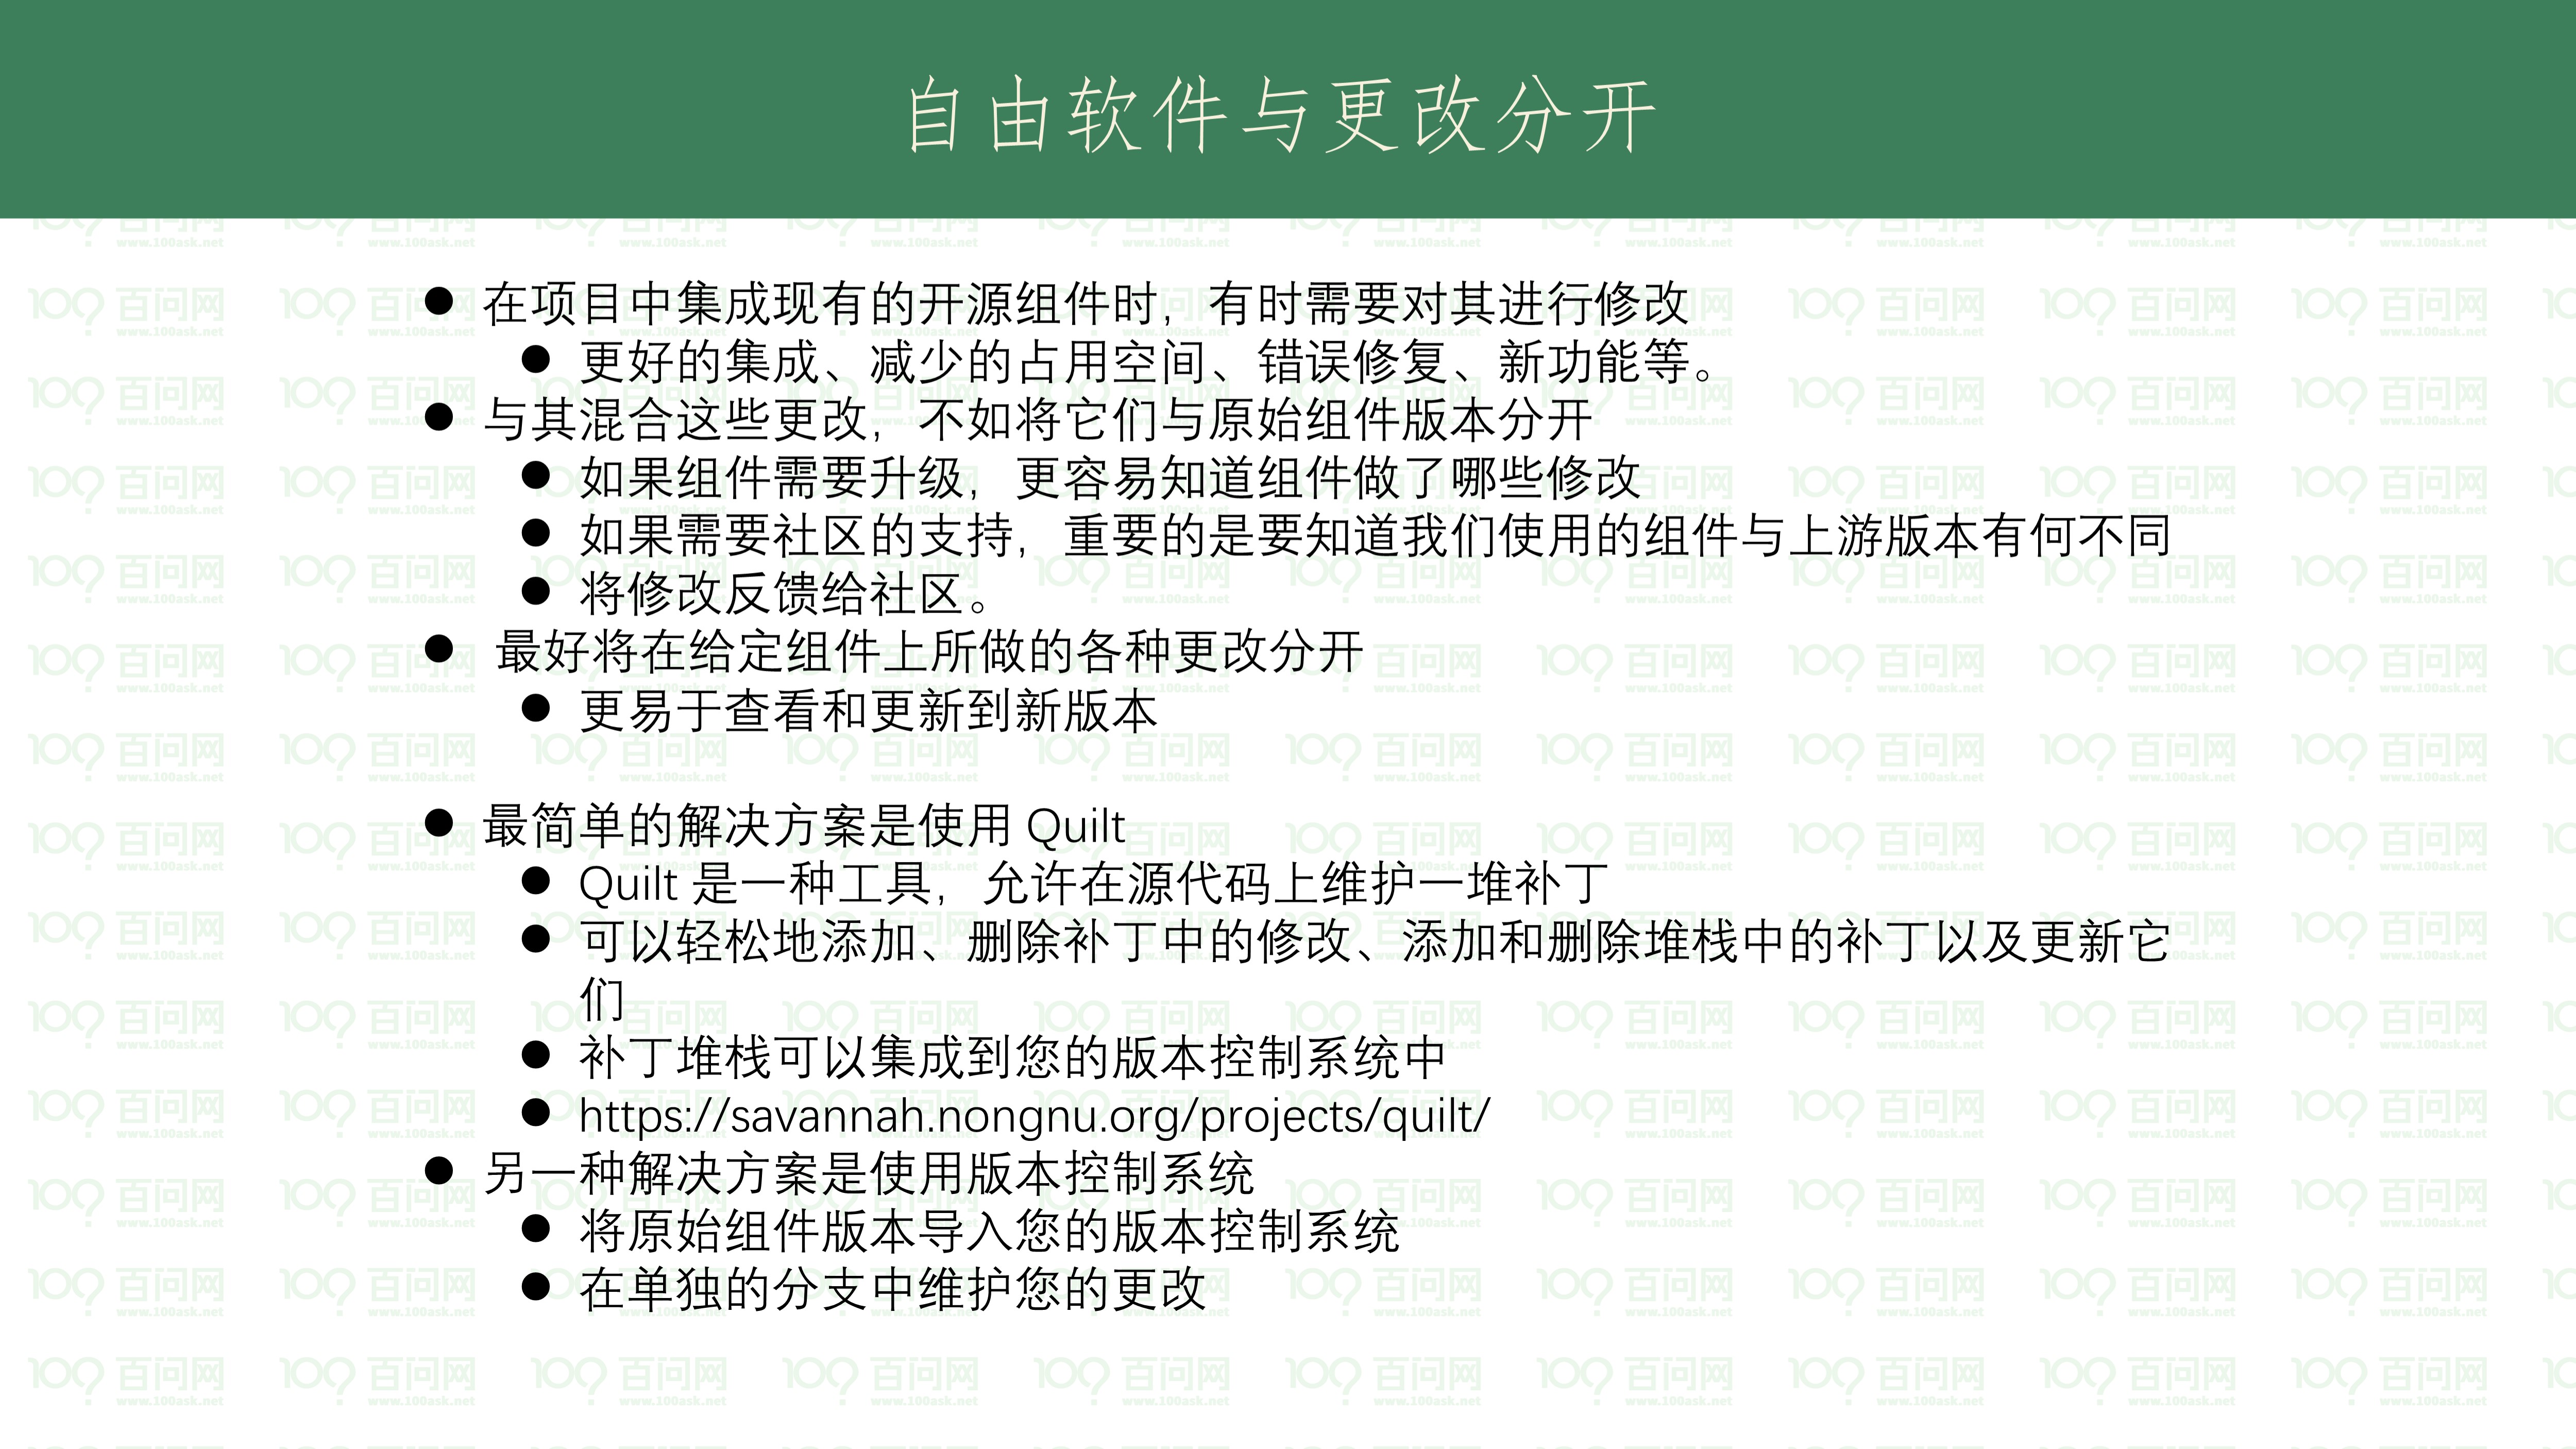 自由软件与更改分开
● 在项目中集成现有的开源组件时，有时需要对其进行修改
● 更好的集成、减少的占用空间、错误修复、新功能等。
● 与其混合这些更改，不如将它们与原始组件版本分开
● 如果组件需要升级，更容易知道组件做了哪些修改
● 如果需要社区的支持，重要的是要知道我们使用的组件与上游版本有何不同
● 将修改反馈给社区。
● 最好将在给定组件上所做的各种更改分开
● 更易于查看和更新到新版本
● 最简单的解决方案是使用 Quilt
● Quilt 是一种工具，允许在源代码上维护一堆补丁
● 可以轻松地添加、删除补丁中的修改、添加和删除堆栈中的补丁以及更新它
们
● 补丁堆栈可以集成到您的版本控制系统中
● https://savannah.nongnu.org/projects/quilt/
● 另一种解决方案是使用版本控制系统
● 将原始组件版本导入您的版本控制系统
● 在单独的分支中维护您的更改
100? 百问网
www.100ask.net